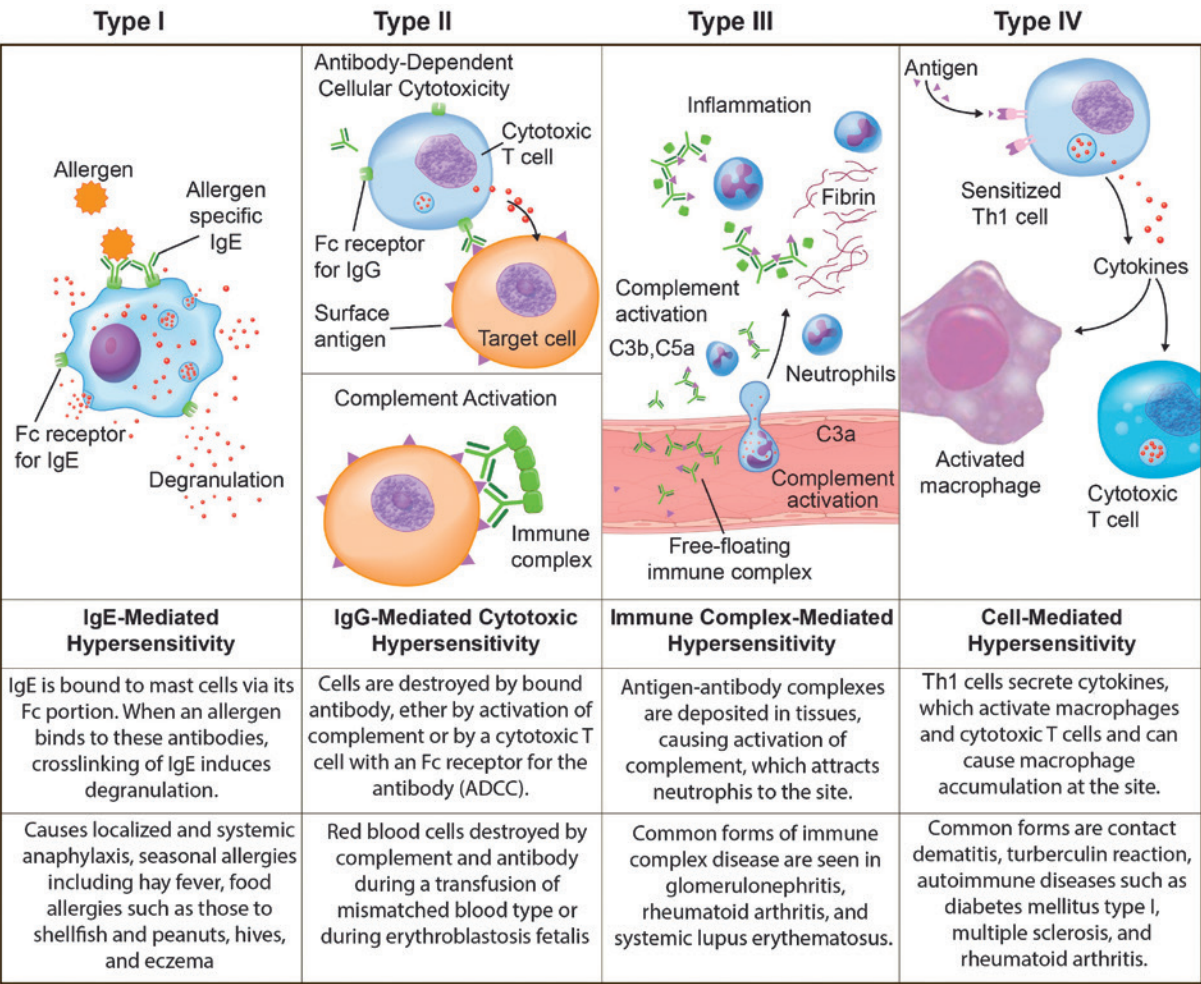 Type I
Type II
Type III
Type IV
Allergen
Allergen
specific
IgE
Fc receptor
for IgE
Degranulation
Antibody-Dependent
Cellular Cytotoxicity
Cytotoxic
T cell
Fc receptor
for IgG
Surface
antigen
Target cell
Complement Activation
Immune
complex
Inflammation
Fibrin
Complement
activation
C3b,C5a
Neutrophils
C3a
Complement
activation
Free-floating
immune complex
Antigen
Sensitized
Th1 cell
Cytokines
Activated
macrophage
Cytotoxic
T cell
IgE-Mediated
Hypersensitivity
IgG-Mediated Cytotoxic
Hypersensitivity
Immune Complex-Mediated
Hypersensitivity
Cell-Mediated
Hypersensitivity
IgE is bound to mast cells via its
Fc portion. When an allergen
binds to these antibodies,
crosslinking of IgE induces
degranulation.
Cells are destroyed by bound
antibody, ether by activation of
complement or by a cytotoxic T
cell with an Fc receptor for the
antibody (ADCC).
Antigen-antibody complexes
are deposited in tissues,
causing activation of
complement, which attracts
neutrophis to the site.
Th1 cells secrete cytokines,
which activate macrophages
and cytotoxic T cells and can
cause macrophage
accumulation at the site.
Causes localized and systemic
anaphylaxis, seasonal allergies
including hay fever, food
allergies such as those to
shellfish and peanuts, hives,
and eczema
Red blood cells destroyed by
complement and antibody
during a transfusion of
mismatched blood type or
during erythroblastosis fetalis
Common forms of immune
complex disease are seen in
glomerulonephritis,
rheumatoid arthritis, and
systemic lupus erythematosus.
Common forms are contact
dematitis, turberculin reaction,
autoimmune diseases such as
diabetes mellitus type I,
multiple sclerosis, and
rheumatoid arthritis.